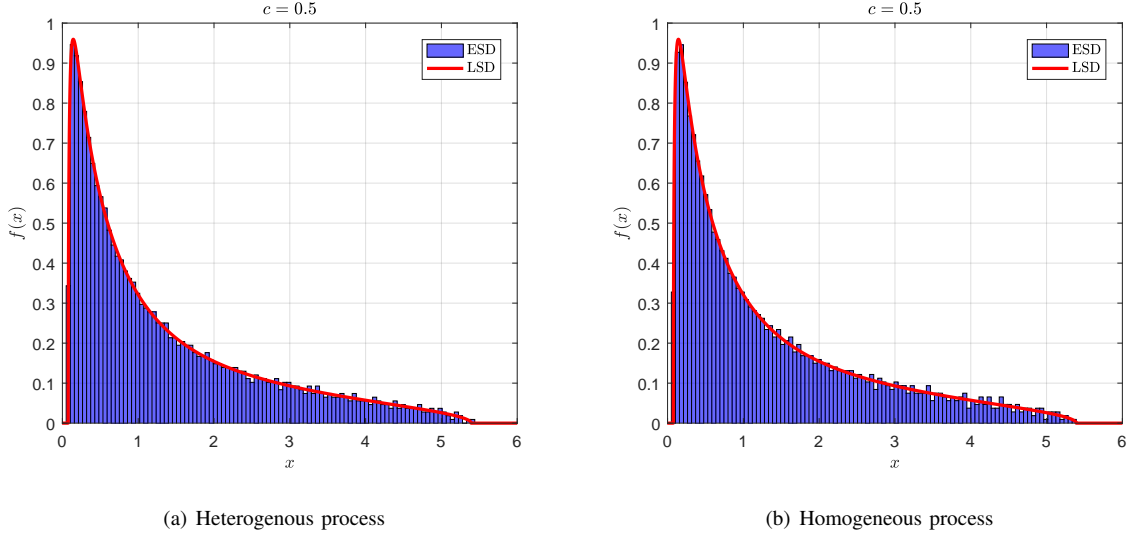 c = 0.5
1
0.9
0.8
0.7
0.6
0.5
0.4
0.3
0.2
0.1
0
f(x)
ESD
LSD
0 1 2 3 4 5 6
x
(a) Heterogenous process
c = 0.5
1
0.9
0.8
0.7
0.6
0.5
0.4
0.3
0.2
0.1
0
f(x)
ESD
LSD
0 1 2 3 4 5 6
x
(b) Homogeneous process